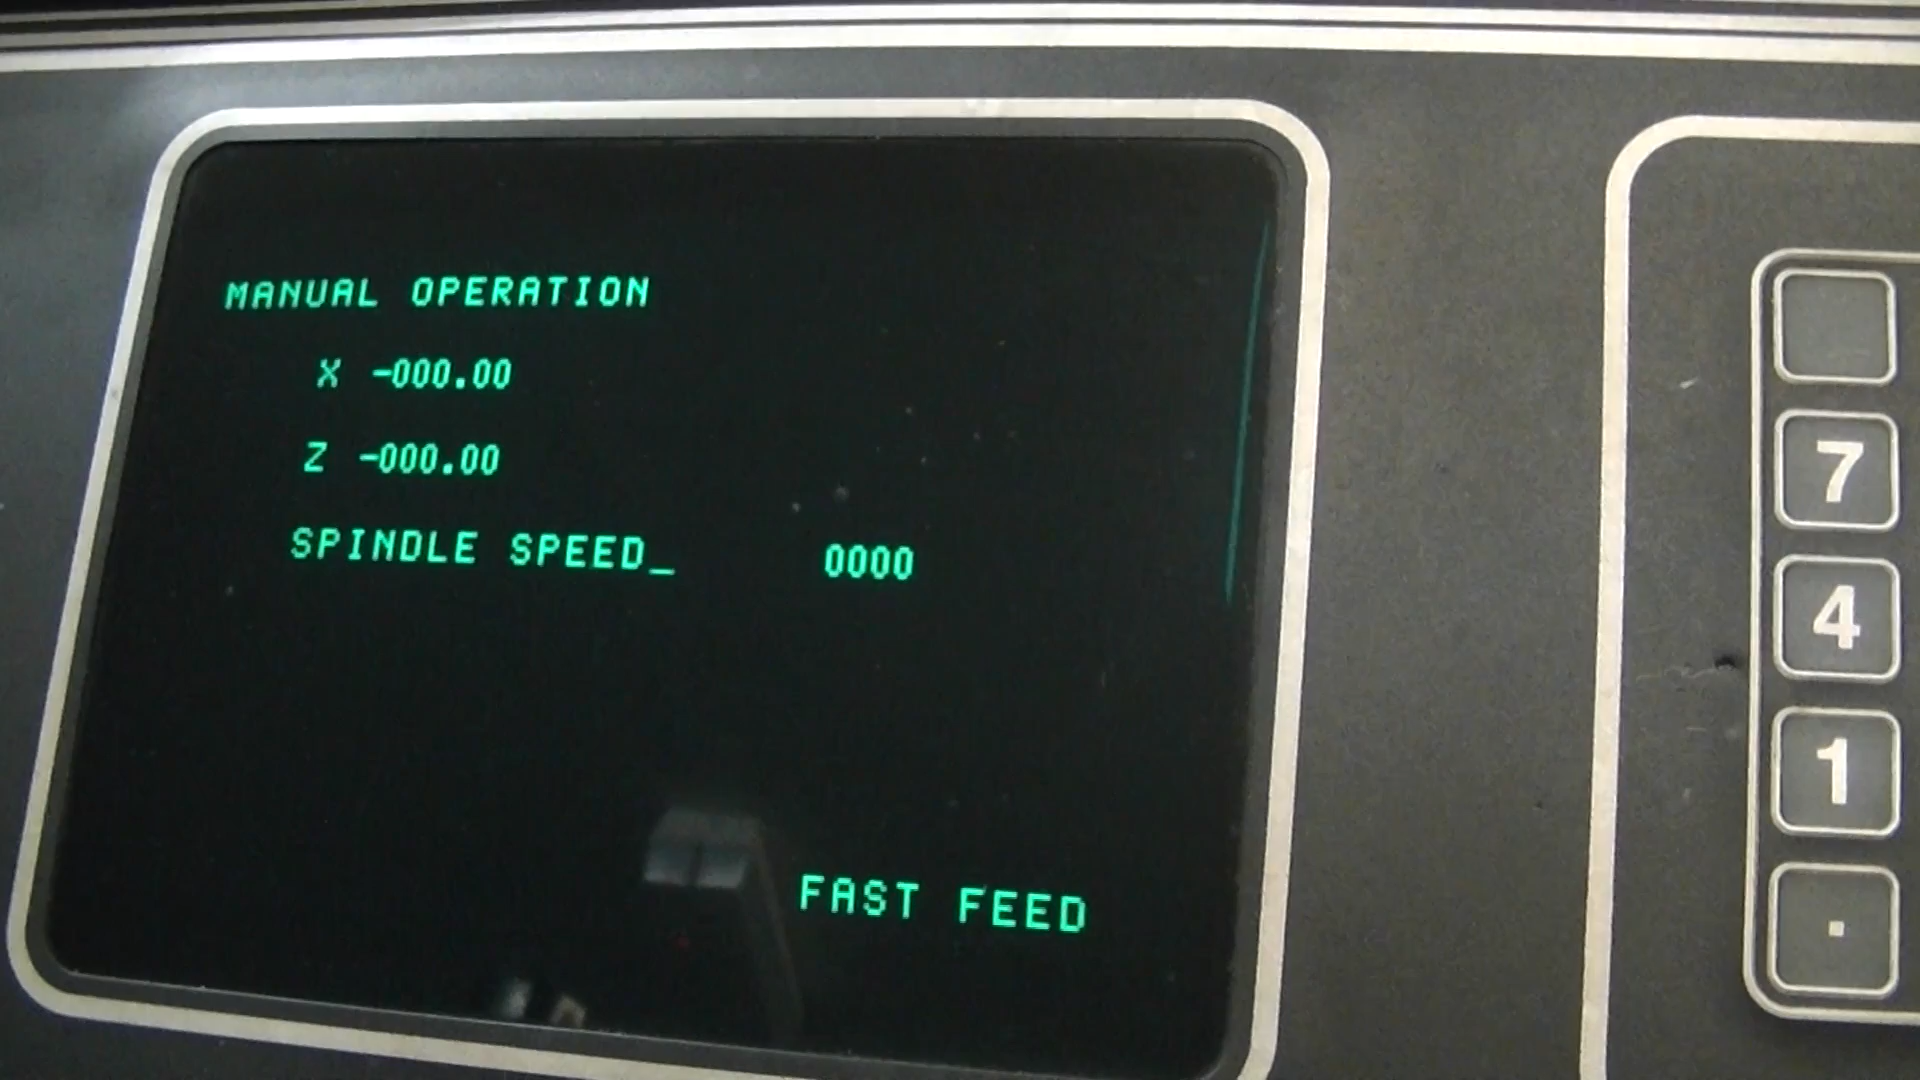 MANUAL OPERATION
X -000.00
Z -000.00
SPINDLE SPEED_ 0000
FAST FEED
7
4
1
.